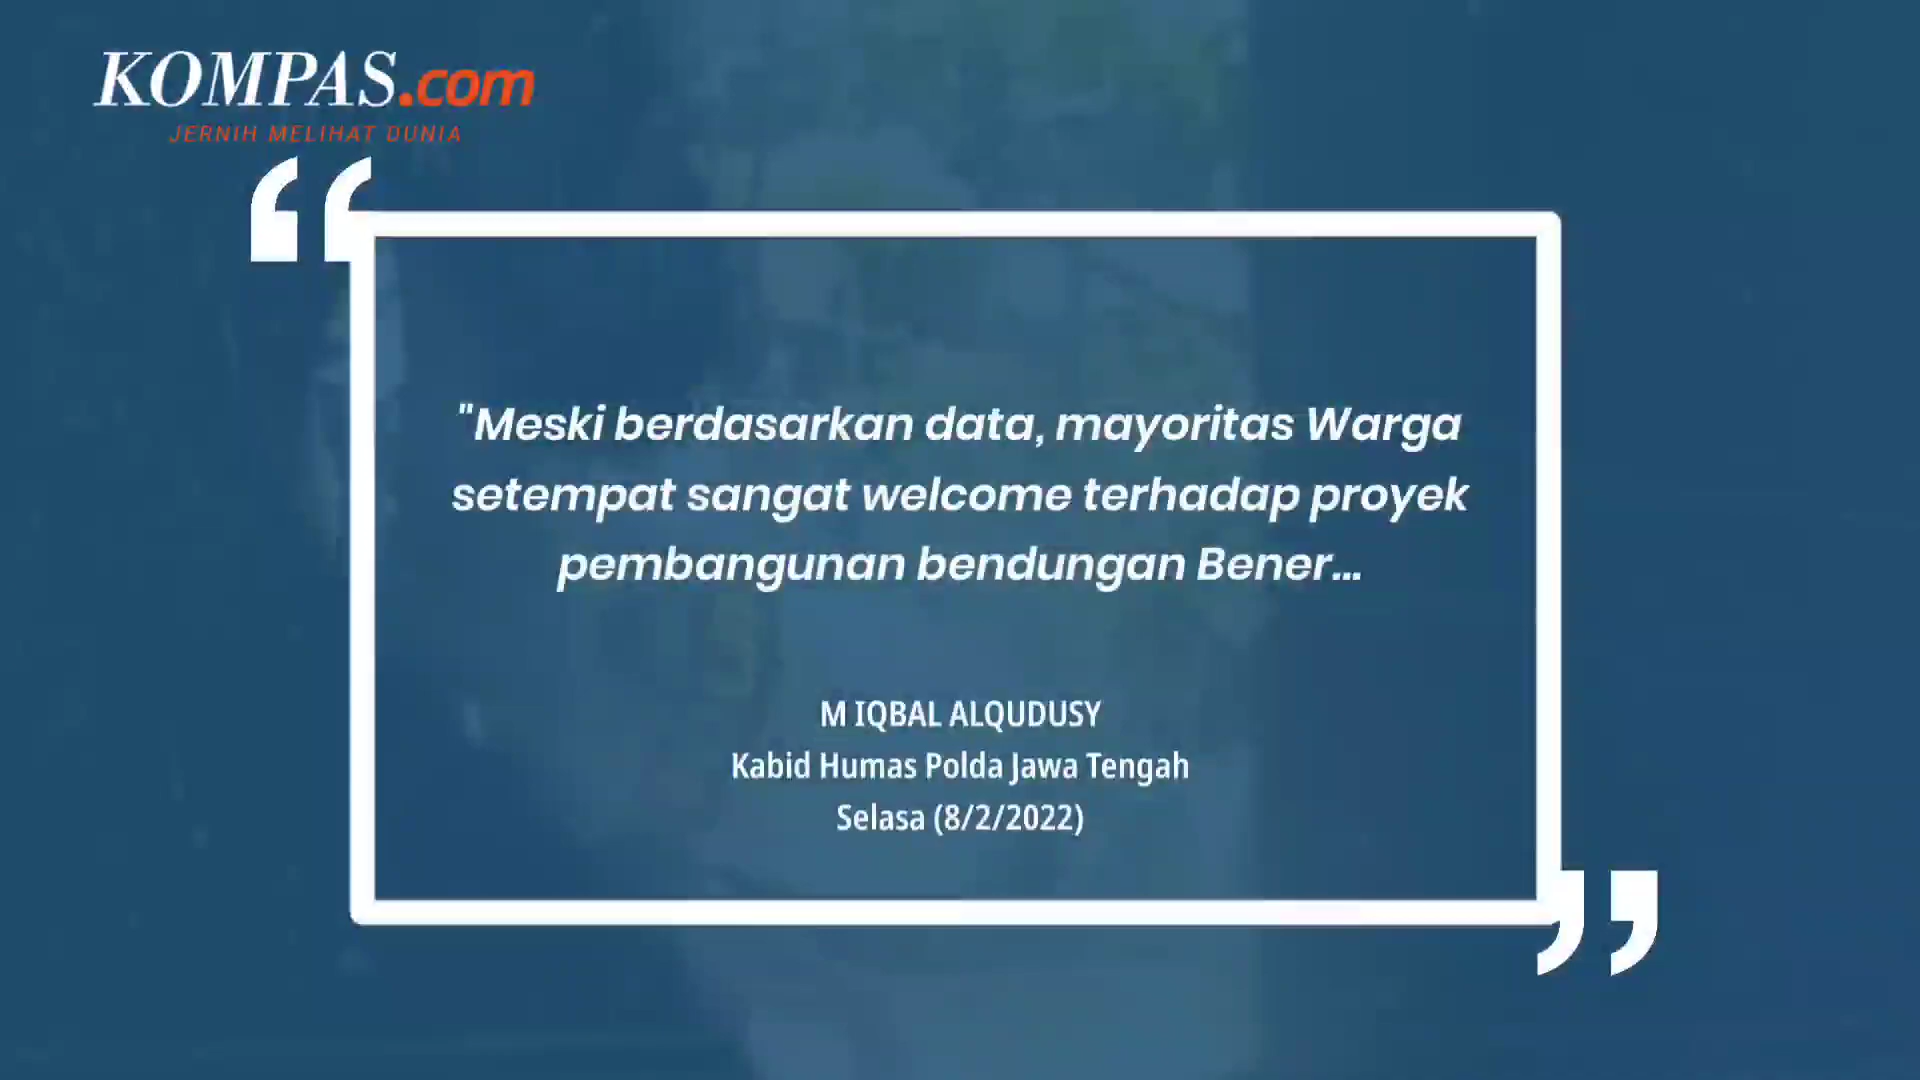 KOMPAS.com
JERNIH MELIHAT DUNIA
"Meski berdasarkan data, mayoritas Warga
setempat sangat welcome terhadap proyek
pembangunan bendungan Bener...
M IQBAL ALQUDUSY
Kabid Humas Polda Jawa Tengah
Selasa (8/2/2022)